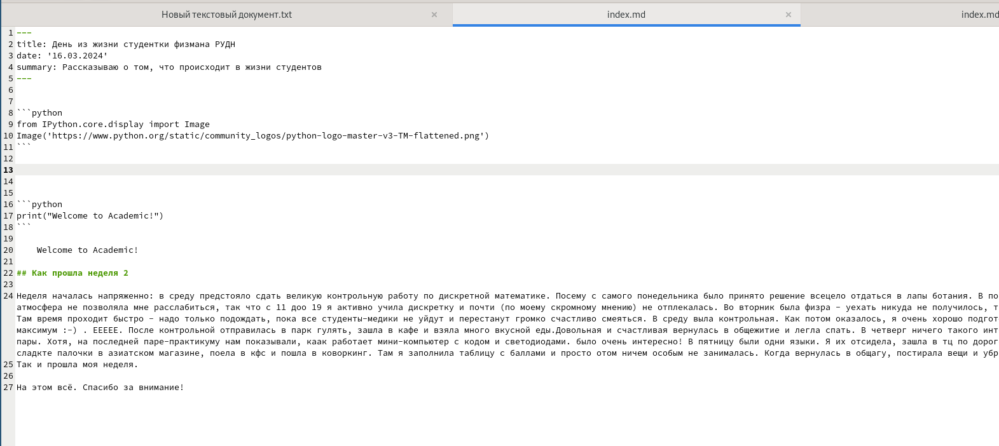 Новый текстовый документ.txt × index.md × index.md
1 ---
2 title: День из жизни студентки физмана РУДН
3 date: '16.03.2024'
4 summary: Рассказываю о том, что происходит в жизни студентов
5 ---
6
7
8 ```python
9 from IPython.core.display import Image
10 Image('https://www.python.org/static/community_logos/python-logo-master-v3-TM-flattened.png')
11 ```
12
13
14
15
16 ```python
17 print("Welcome to Academic!")
18 ```
19
20     Welcome to Academic!
21
22 ## Как прошла неделя 2
23
24 Неделя началась напряженно: в среду предстояло сдать великую контрольную работу по дискретной математике. Посему с самого понедельника было принято решение всецело отдаться в лапы ботания. В по
атмосфера не позволяла мне расслабиться, так что с 11 доо 19 я активно учила дискретку и почти (по моему скромному мнению) не отплекалась. Во вторник была физра - уехать никуда не получилось, т
Там время проходит быстро - надо только подождать, пока все студенты-медики не уйдут и перестанут громко счастливо смеяться. В среду выла контрольная. Как потом оказалось, я очень хорошо подгот
максимум :-) . ЕЕЕЕЕ. После контрольной отправилась в парк гулять, зашла в кафе и взяла много вкусной еды.Довольная и счастливая вернулась в общежитие и легла спать. В четверг ничего такого инт
пары. Хотя, на последней паре-практикуму нам показывали, каак работает мини-компьютер с кодом и светодиодами. было очень интересно! В пятницу были одни языки. Я их отсидела, зашла в тц по дорог
сладкте палочки в азиатском магазине, поела в кфс и пошла в коворкинг. Там я заполнила таблицу с баллами и просто отом ничем особым не занималась. Когда вернулась в общагу, постирала вещи и убр
25 Так и прошла моя неделя.
26
27 На этом всё. Спасибо за внимание!